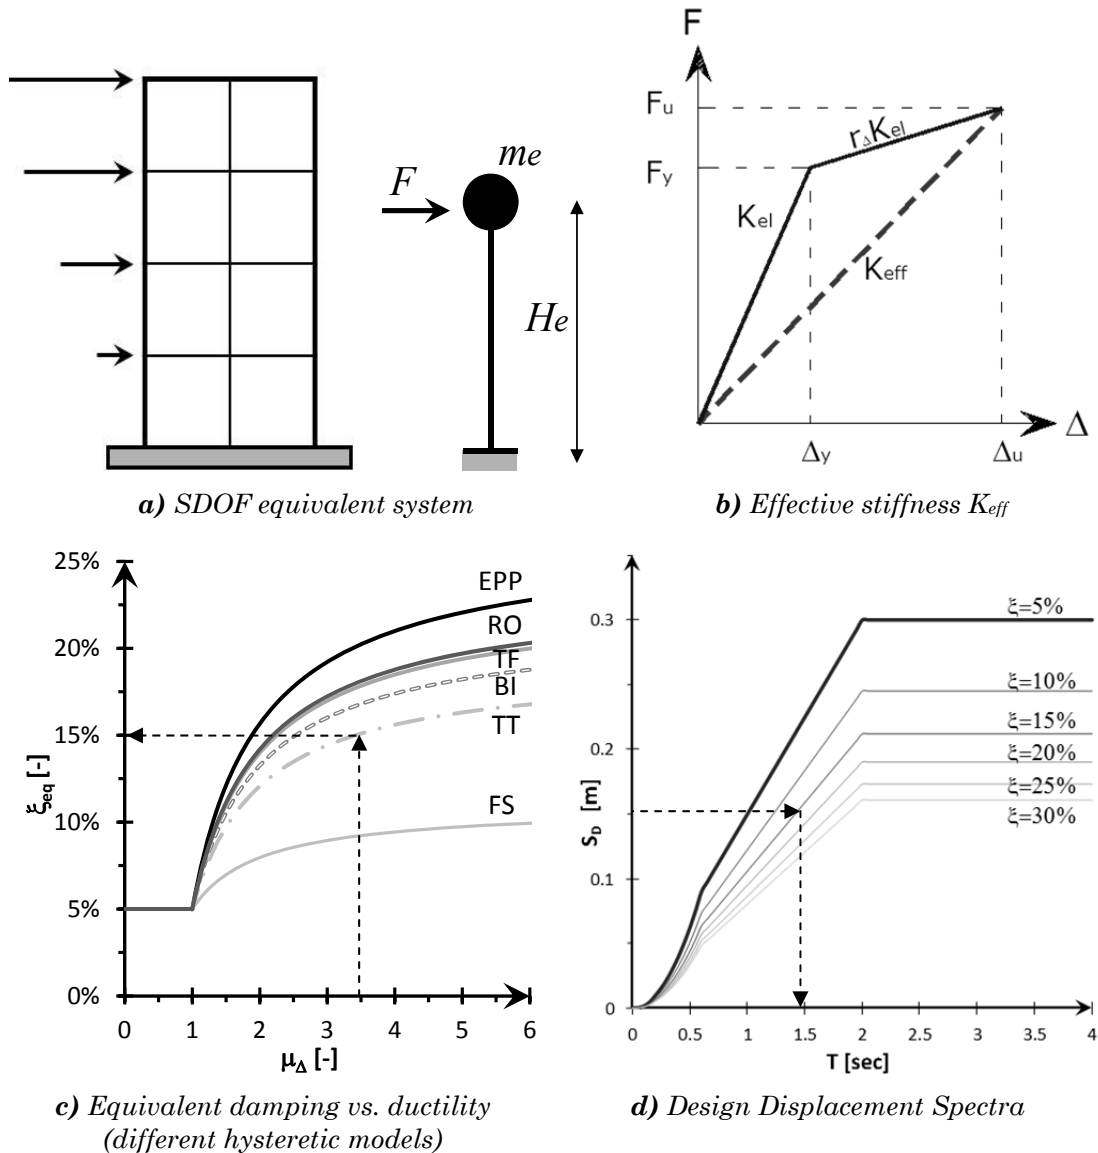 F
mₑ
Hₑ
a) SDOF equivalent system
F
Fu
Fy
rΔKel
Kel
Keff
Δy
Δu
Δ
b) Effective stiffness Keff
25%
20%
15%
10%
5%
0%
ξeq [-]
EPP
RO
TF
BI
TT
FS
0 1 2 3 4 5 6
μΔ [-]
c) Equivalent damping vs. ductility
(different hysteretic models)
0.3
0.2
0.1
0
SD [m]
ξ=5%
ξ=10%
ξ=15%
ξ=20%
ξ=25%
ξ=30%
0 0.5 1 1.5 2 2.5 3 3.5 4
T [sec]
d) Design Displacement Spectra